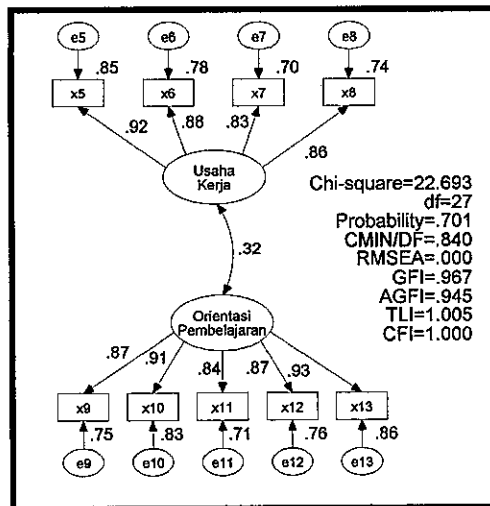 e5 e6 e7 e8
.85 .78 .70 .74
x5 x6 x7 x8
.92 .88 .83 .86
Usaha
Kerja
Chi-square=22.693
df=27
Probability=.701
CMIN/DF=.840
RMSEA=.000
GFI=.967
AGFI=.945
TLI=1.005
CFI=1.000
.32
Orientasi
Pembelajaran
.87 .91 .84 .87 .93
x9 x10 x11 x12 x13
.75 .83 .71 .76 .86
e9 e10 e11 e12 e13